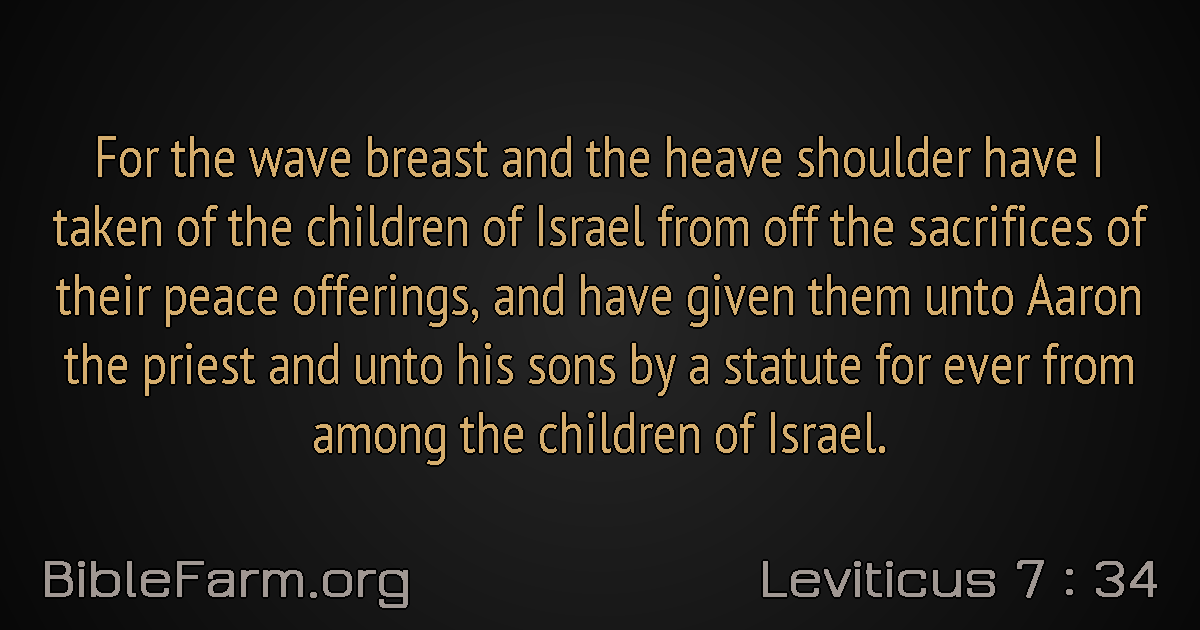 For the wave breast and the heave shoulder have I
taken of the children of Israel from off the sacrifices of
their peace offerings, and have given them unto Aaron
the priest and unto his sons by a statute for ever from
among the children of Israel.
BibleFarm.org
Leviticus 7 : 34